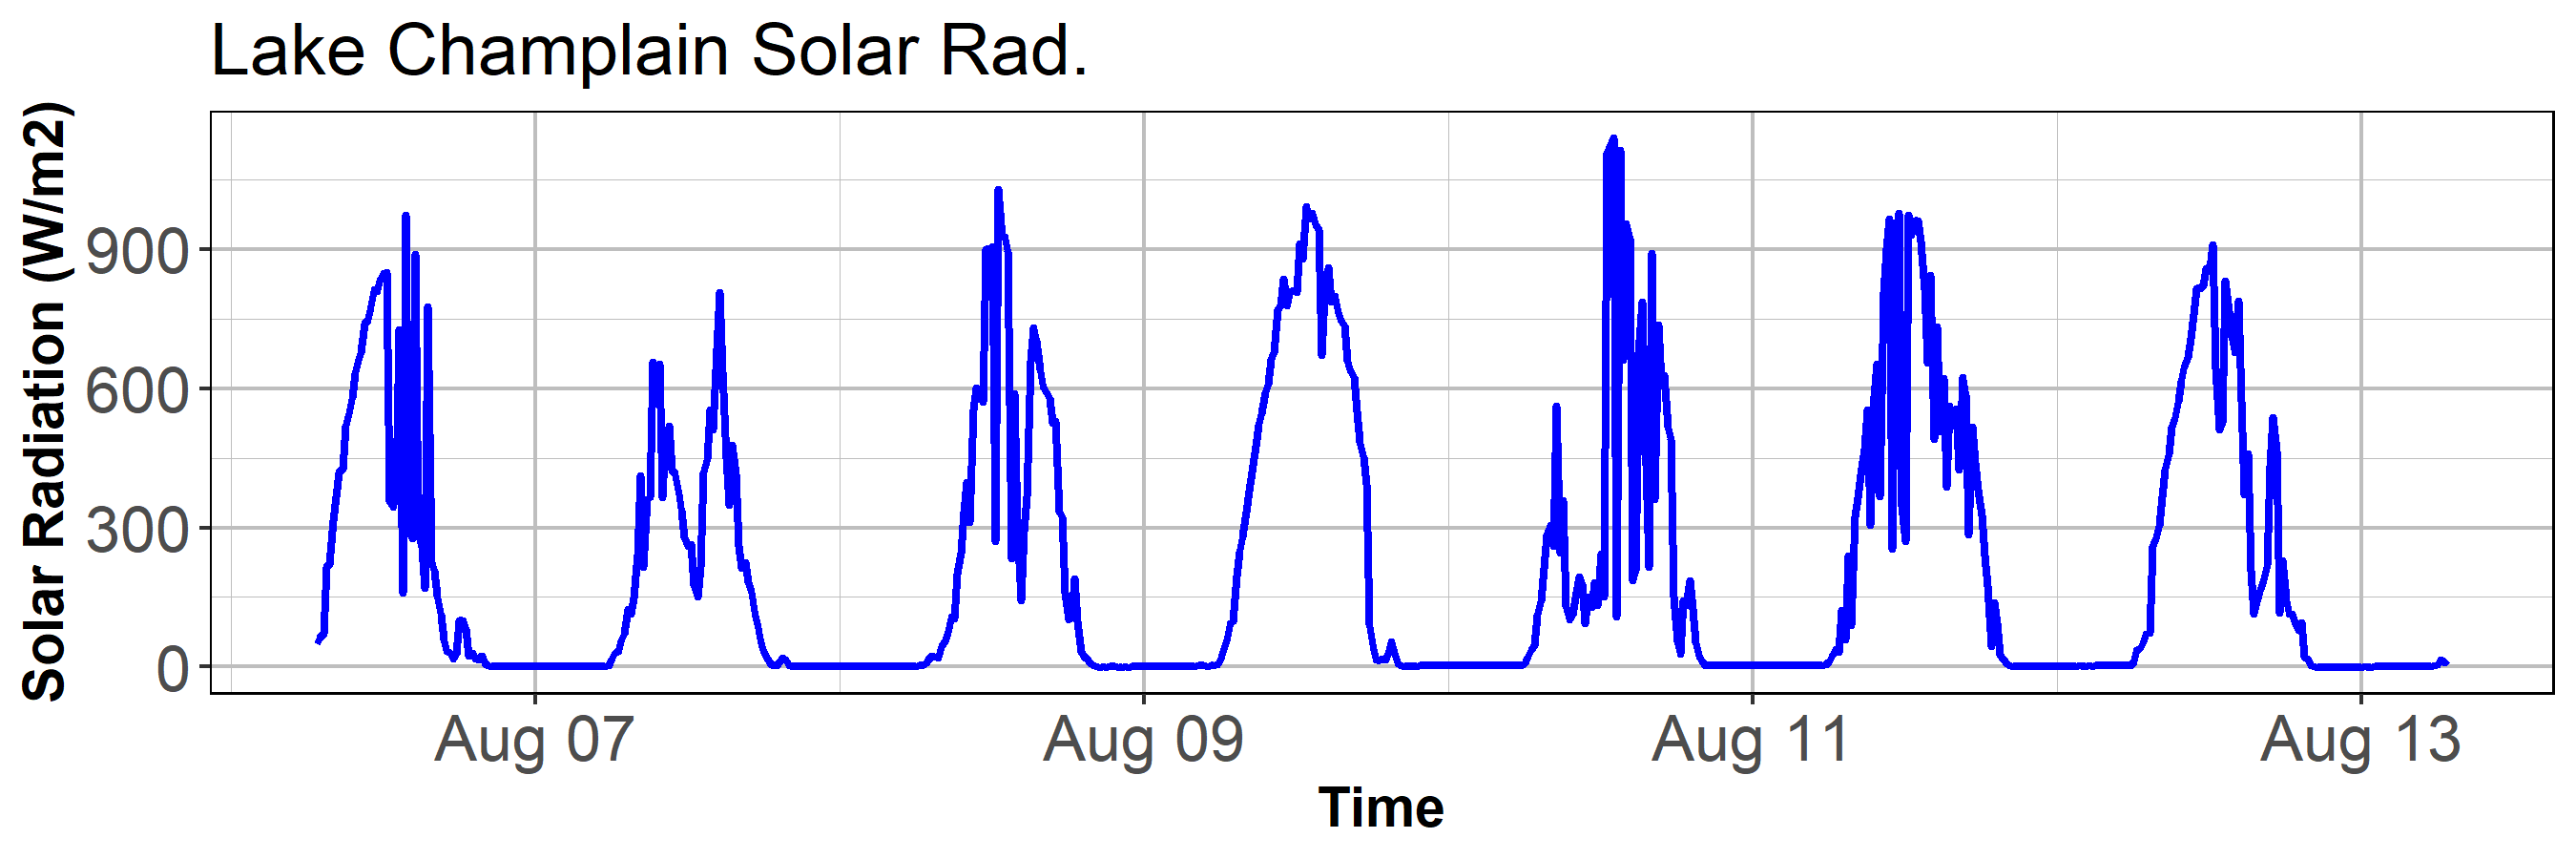 Lake Champlain Solar Rad.
Solar Radiation (W/m2)
900
600
300
0
Aug 07 Aug 09 Aug 11 Aug 13
Time